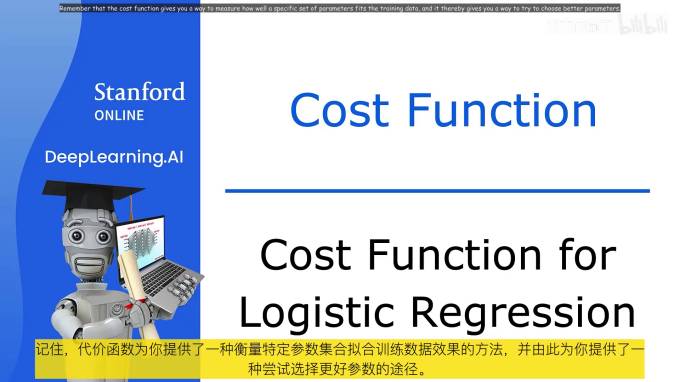 Remember that the cost function gives you a way to measure how well a specific set of parameters fits the training data, and it thereby gives you a way to try to choose better parameters.
bilibili
Stanford
ONLINE
DeepLearning.AI
Cost Function
Cost Function for
Logistic Regression
记住，代价函数为你提供了一种衡量特定参数集合拟合训练数据效果的方法，并由此为你提供了一
种尝试选择更好参数的途径。